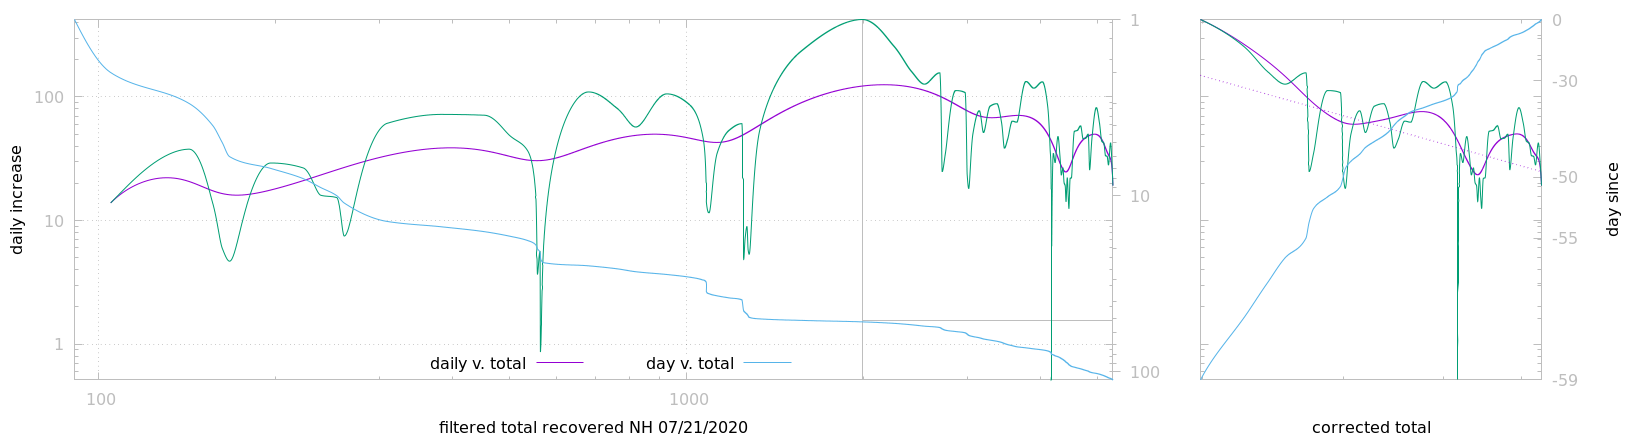 daily increase
100
10
1
daily v. total
day v. total
100
1000
filtered total recovered NH 07/21/2020
1
10
100
0
-30
-40
-50
-55
-59
day since
corrected total